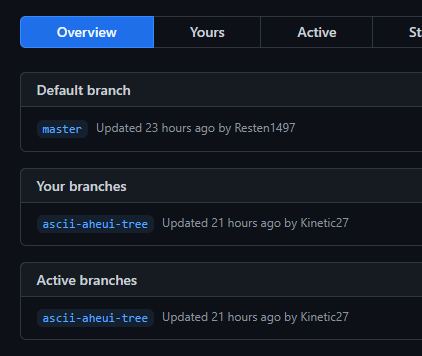 Overview Yours Active St
Default branch
master Updated 23 hours ago by Resten1497
Your branches
ascii-aheui-tree Updated 21 hours ago by Kinetic27
Active branches
ascii-aheui-tree Updated 21 hours ago by Kinetic27